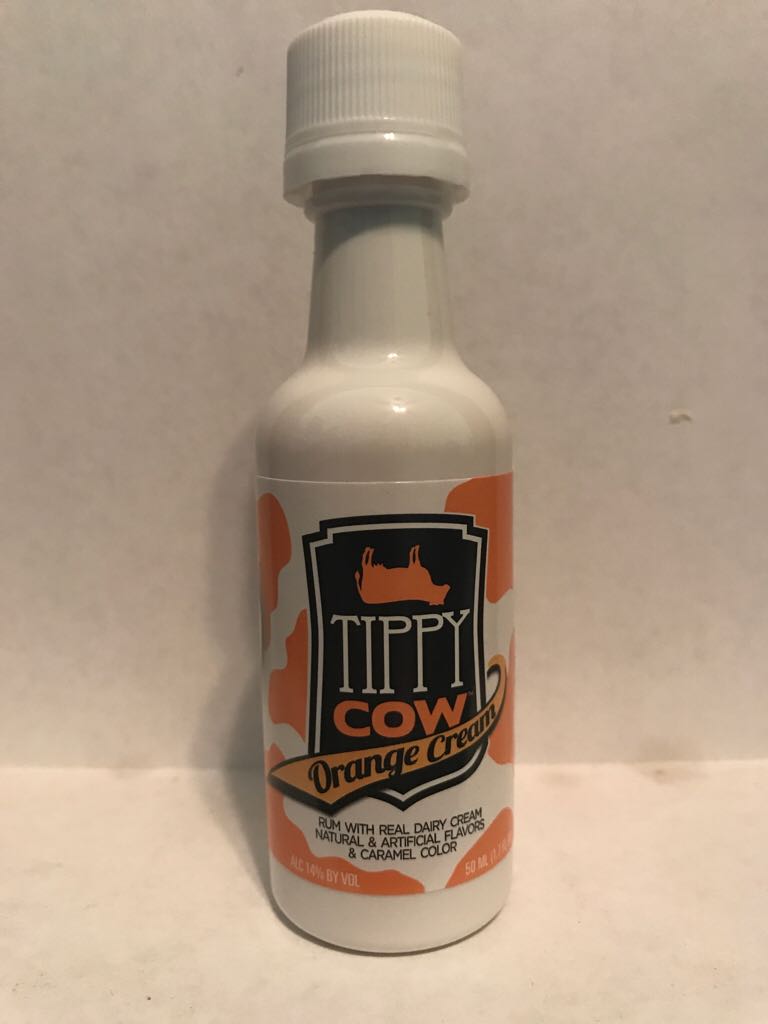 TIPPY
COW™
Orange Cream
RUM WITH REAL DAIRY CREAM
NATURAL & ARTIFICIAL FLAVORS
& CARAMEL COLOR
ALC 14% BY VOL
50 ML